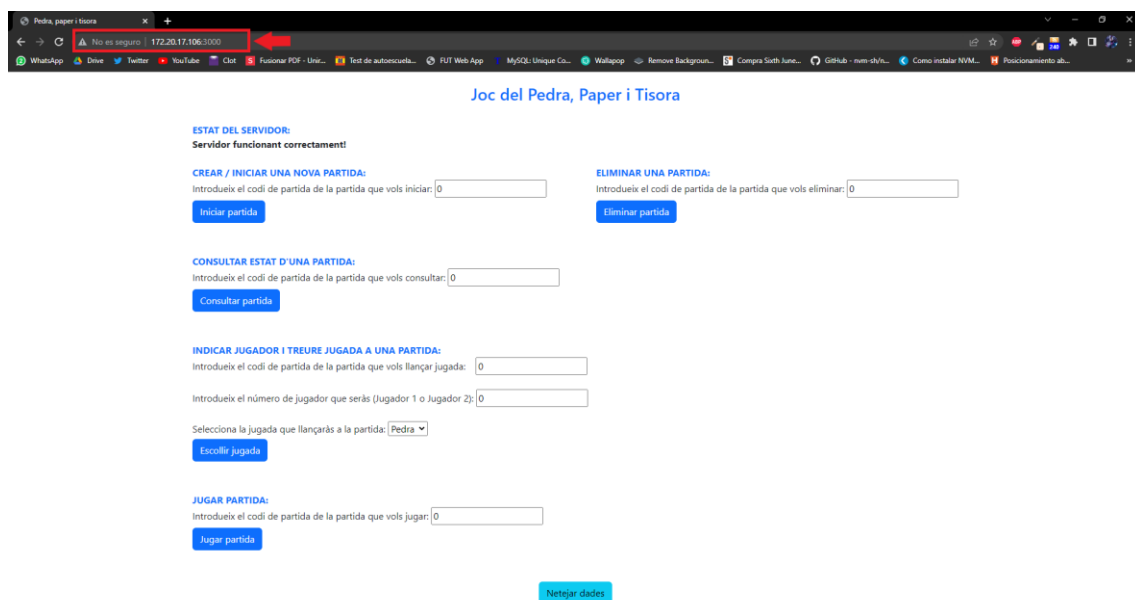 Pedra, paper i tisora
No es seguro 172.20.17.106:3000
WhatsApp Drive Twitter YouTube Clot Fusionar PDF - Unir... Test de autoescuela... FUT Web App MySQL: Unique Co... Wallapop Remove Backgroun... Compra Sixth June... GitHub - nvm-sh/n... Como instalar NVM... Posicionamiento ab... »
Joc del Pedra, Paper i Tisora
ESTAT DEL SERVIDOR:
Servidor funcionant correctament!
CREAR / INICIAR UNA NOVA PARTIDA:
Introdueix el codi de partida de la partida que vols iniciar: 0
Iniciar partida
ELIMINAR UNA PARTIDA:
Introdueix el codi de partida de la partida que vols eliminar: 0
Eliminar partida
CONSULTAR ESTAT D'UNA PARTIDA:
Introdueix el codi de partida de la partida que vols consultar: 0
Consultar partida
INDICAR JUGADOR I TREURE JUGADA A UNA PARTIDA:
Introdueix el codi de partida de la partida que vols llançar jugada: 0
Introdueix el número de jugador que seràs (Jugador 1 o Jugador 2): 0
Selecciona la jugada que llançaràs a la partida: Pedra
Escollir jugada
JUGAR PARTIDA:
Introdueix el codi de partida de la partida que vols jugar: 0
Jugar partida
Netejar dades